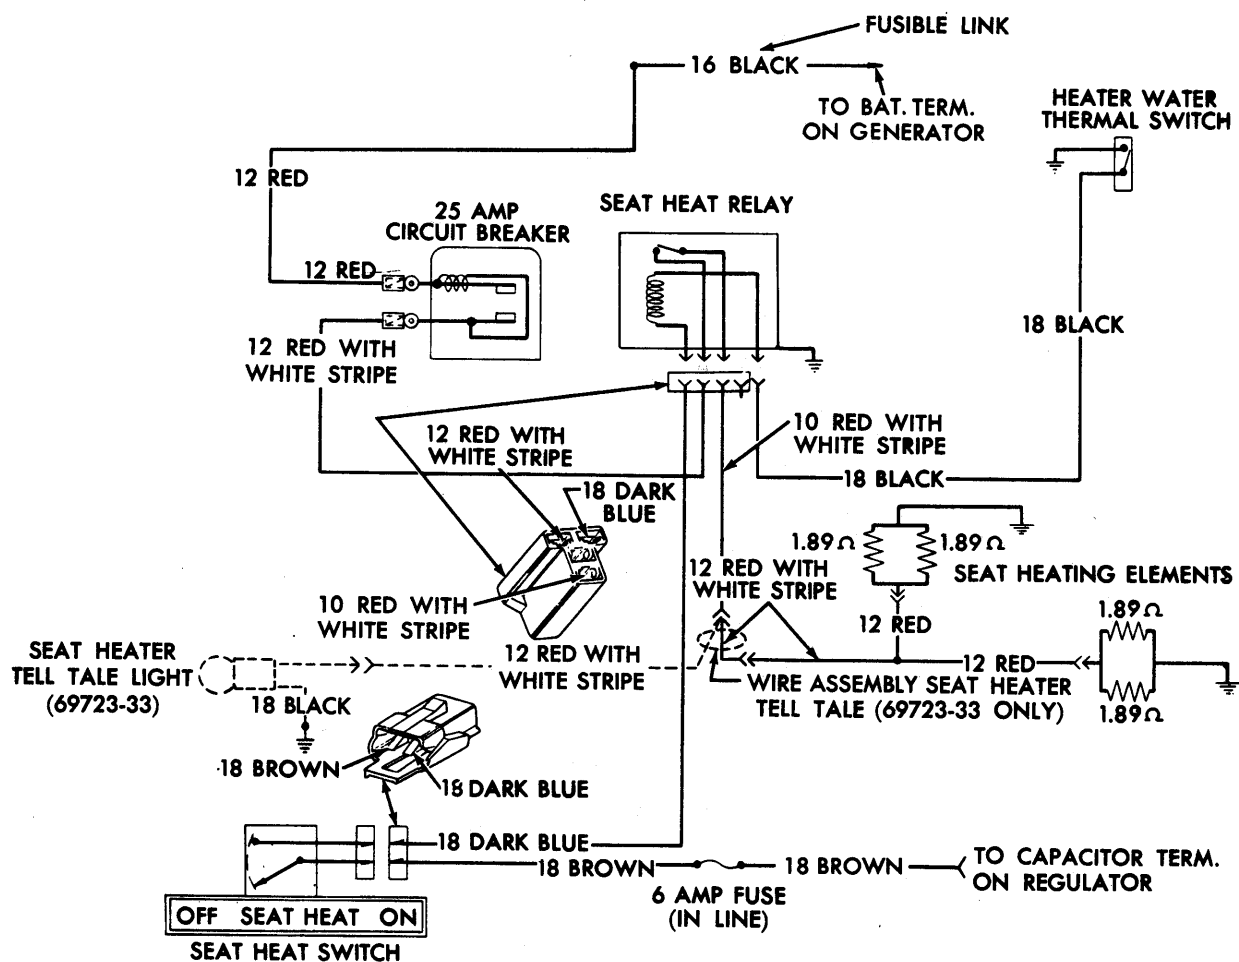 FUSIBLE LINK
16 BLACK
TO BAT. TERM.
ON GENERATOR
HEATER WATER
THERMAL SWITCH
12 RED
25 AMP
CIRCUIT BREAKER
SEAT HEAT RELAY
12 RED
12 RED WITH
WHITE STRIPE
18 BLACK
12 RED WITH
WHITE STRIPE
10 RED WITH
WHITE STRIPE
18 BLACK
18 DARK
BLUE
1.89Ω
1.89Ω
12 RED WITH
WHITE STRIPE
SEAT HEATING ELEMENTS
10 RED WITH
WHITE STRIPE
1.89Ω
12 RED
SEAT HEATER
TELL TALE LIGHT
(69723-33)
12 RED WITH
WHITE STRIPE
12 RED
WIRE ASSEMBLY SEAT HEATER
TELL TALE (69723-33 ONLY)
1.89Ω
18 BLACK
18 BROWN
18 DARK BLUE
18 DARK BLUE
18 BROWN
18 BROWN
TO CAPACITOR TERM.
ON REGULATOR
6 AMP FUSE
(IN LINE)
OFF SEAT HEAT ON
SEAT HEAT SWITCH